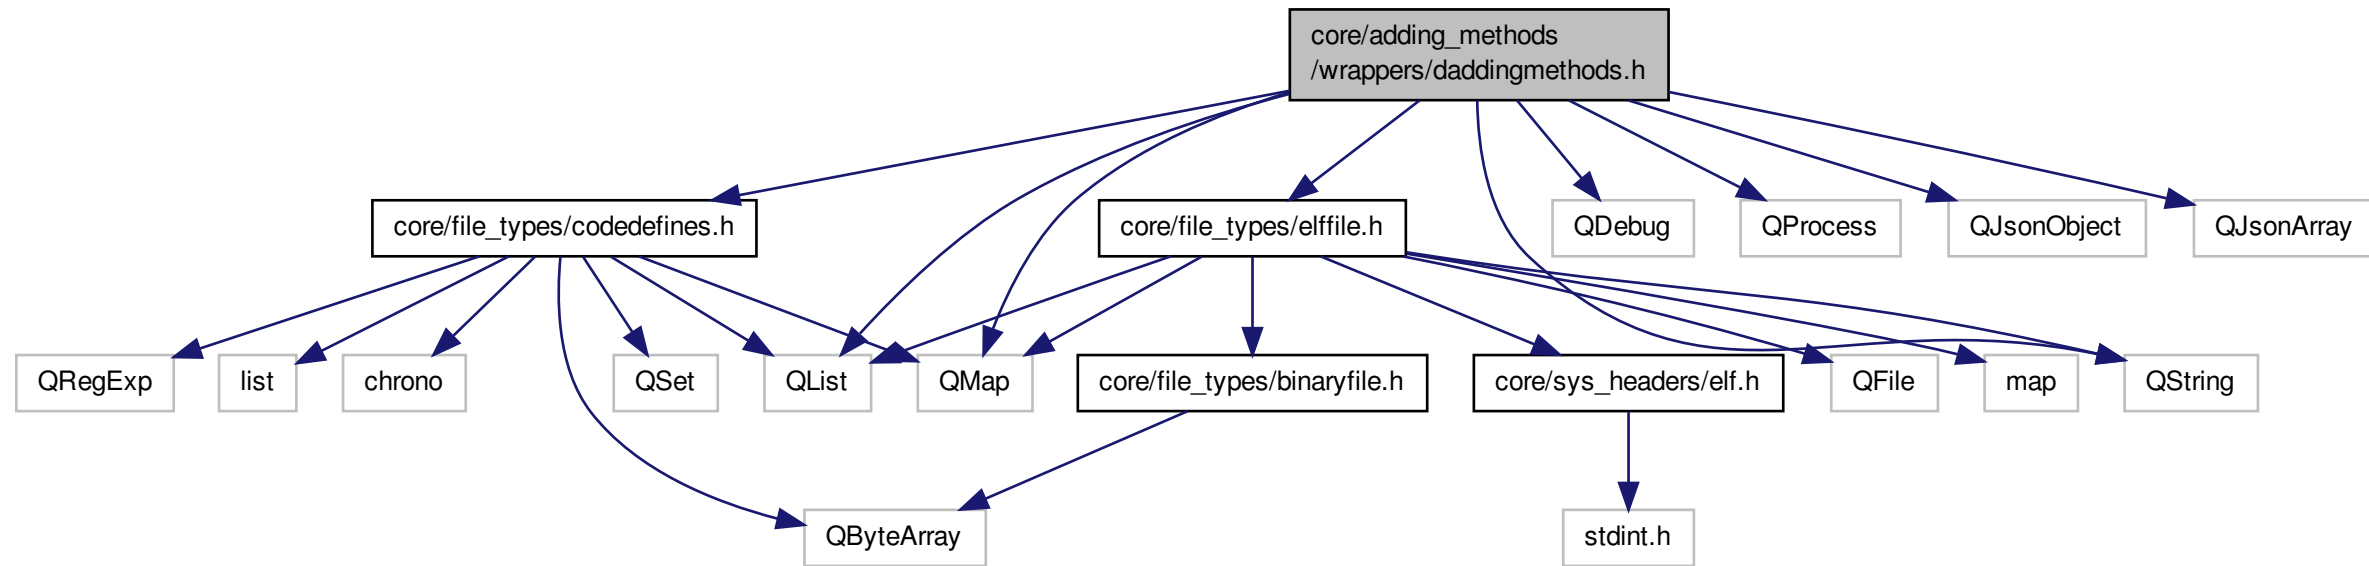 core/adding_methods
/wrappers/daddingmethods.h
core/file_types/codedefines.h
core/file_types/elffile.h
QDebug
QProcess
QJsonObject
QJsonArray
QRegExp
list
chrono
QSet
QList
QMap
core/file_types/binaryfile.h
core/sys_headers/elf.h
QFile
map
QString
QByteArray
stdint.h